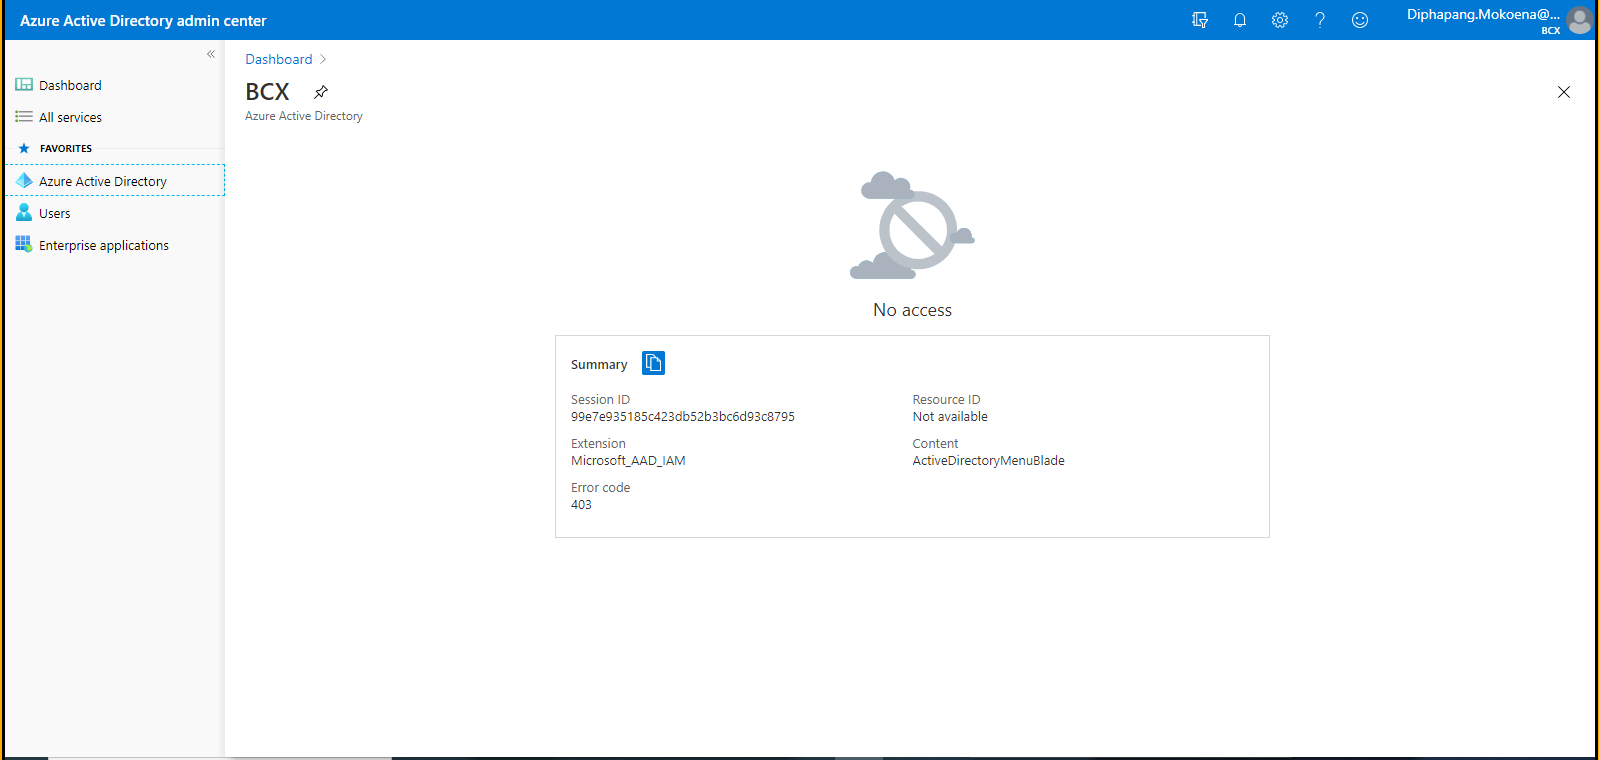 Azure Active Directory admin center
Diphapang.Mokoena@...
BCX
Dashboard
All services
FAVORITES
Azure Active Directory
Users
Enterprise applications
Dashboard
BCX
Azure Active Directory
No access
Summary
Session ID
99e7e935185c423db52b3bc6d93c8795
Resource ID
Not available
Extension
Microsoft_AAD_IAM
Content
ActiveDirectoryMenuBlade
Error code
403